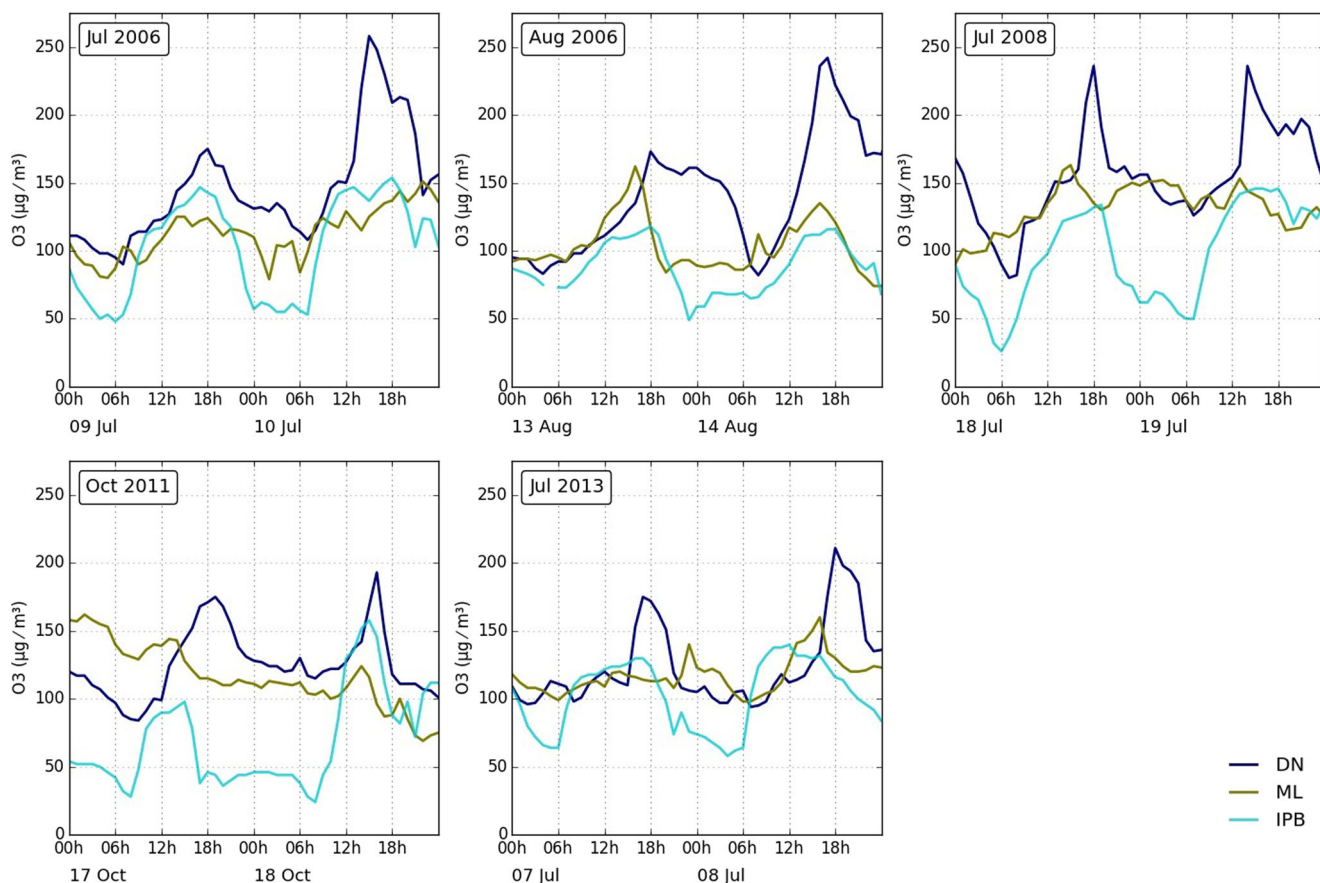 Jul 2006
O3 (μg / m³)
250
200
150
100
50
0
00h 06h 12h 18h 00h 06h 12h 18h
09 Jul 10 Jul
Aug 2006
O3 (μg / m³)
250
200
150
100
50
0
00h 06h 12h 18h 00h 06h 12h 18h
13 Aug 14 Aug
Jul 2008
O3 (μg / m³)
250
200
150
100
50
0
00h 06h 12h 18h 00h 06h 12h 18h
18 Jul 19 Jul
Oct 2011
O3 (μg / m³)
250
200
150
100
50
0
00h 06h 12h 18h 00h 06h 12h 18h
17 Oct 18 Oct
Jul 2013
O3 (μg / m³)
250
200
150
100
50
0
00h 06h 12h 18h 00h 06h 12h 18h
07 Jul 08 Jul
DN
ML
IPB